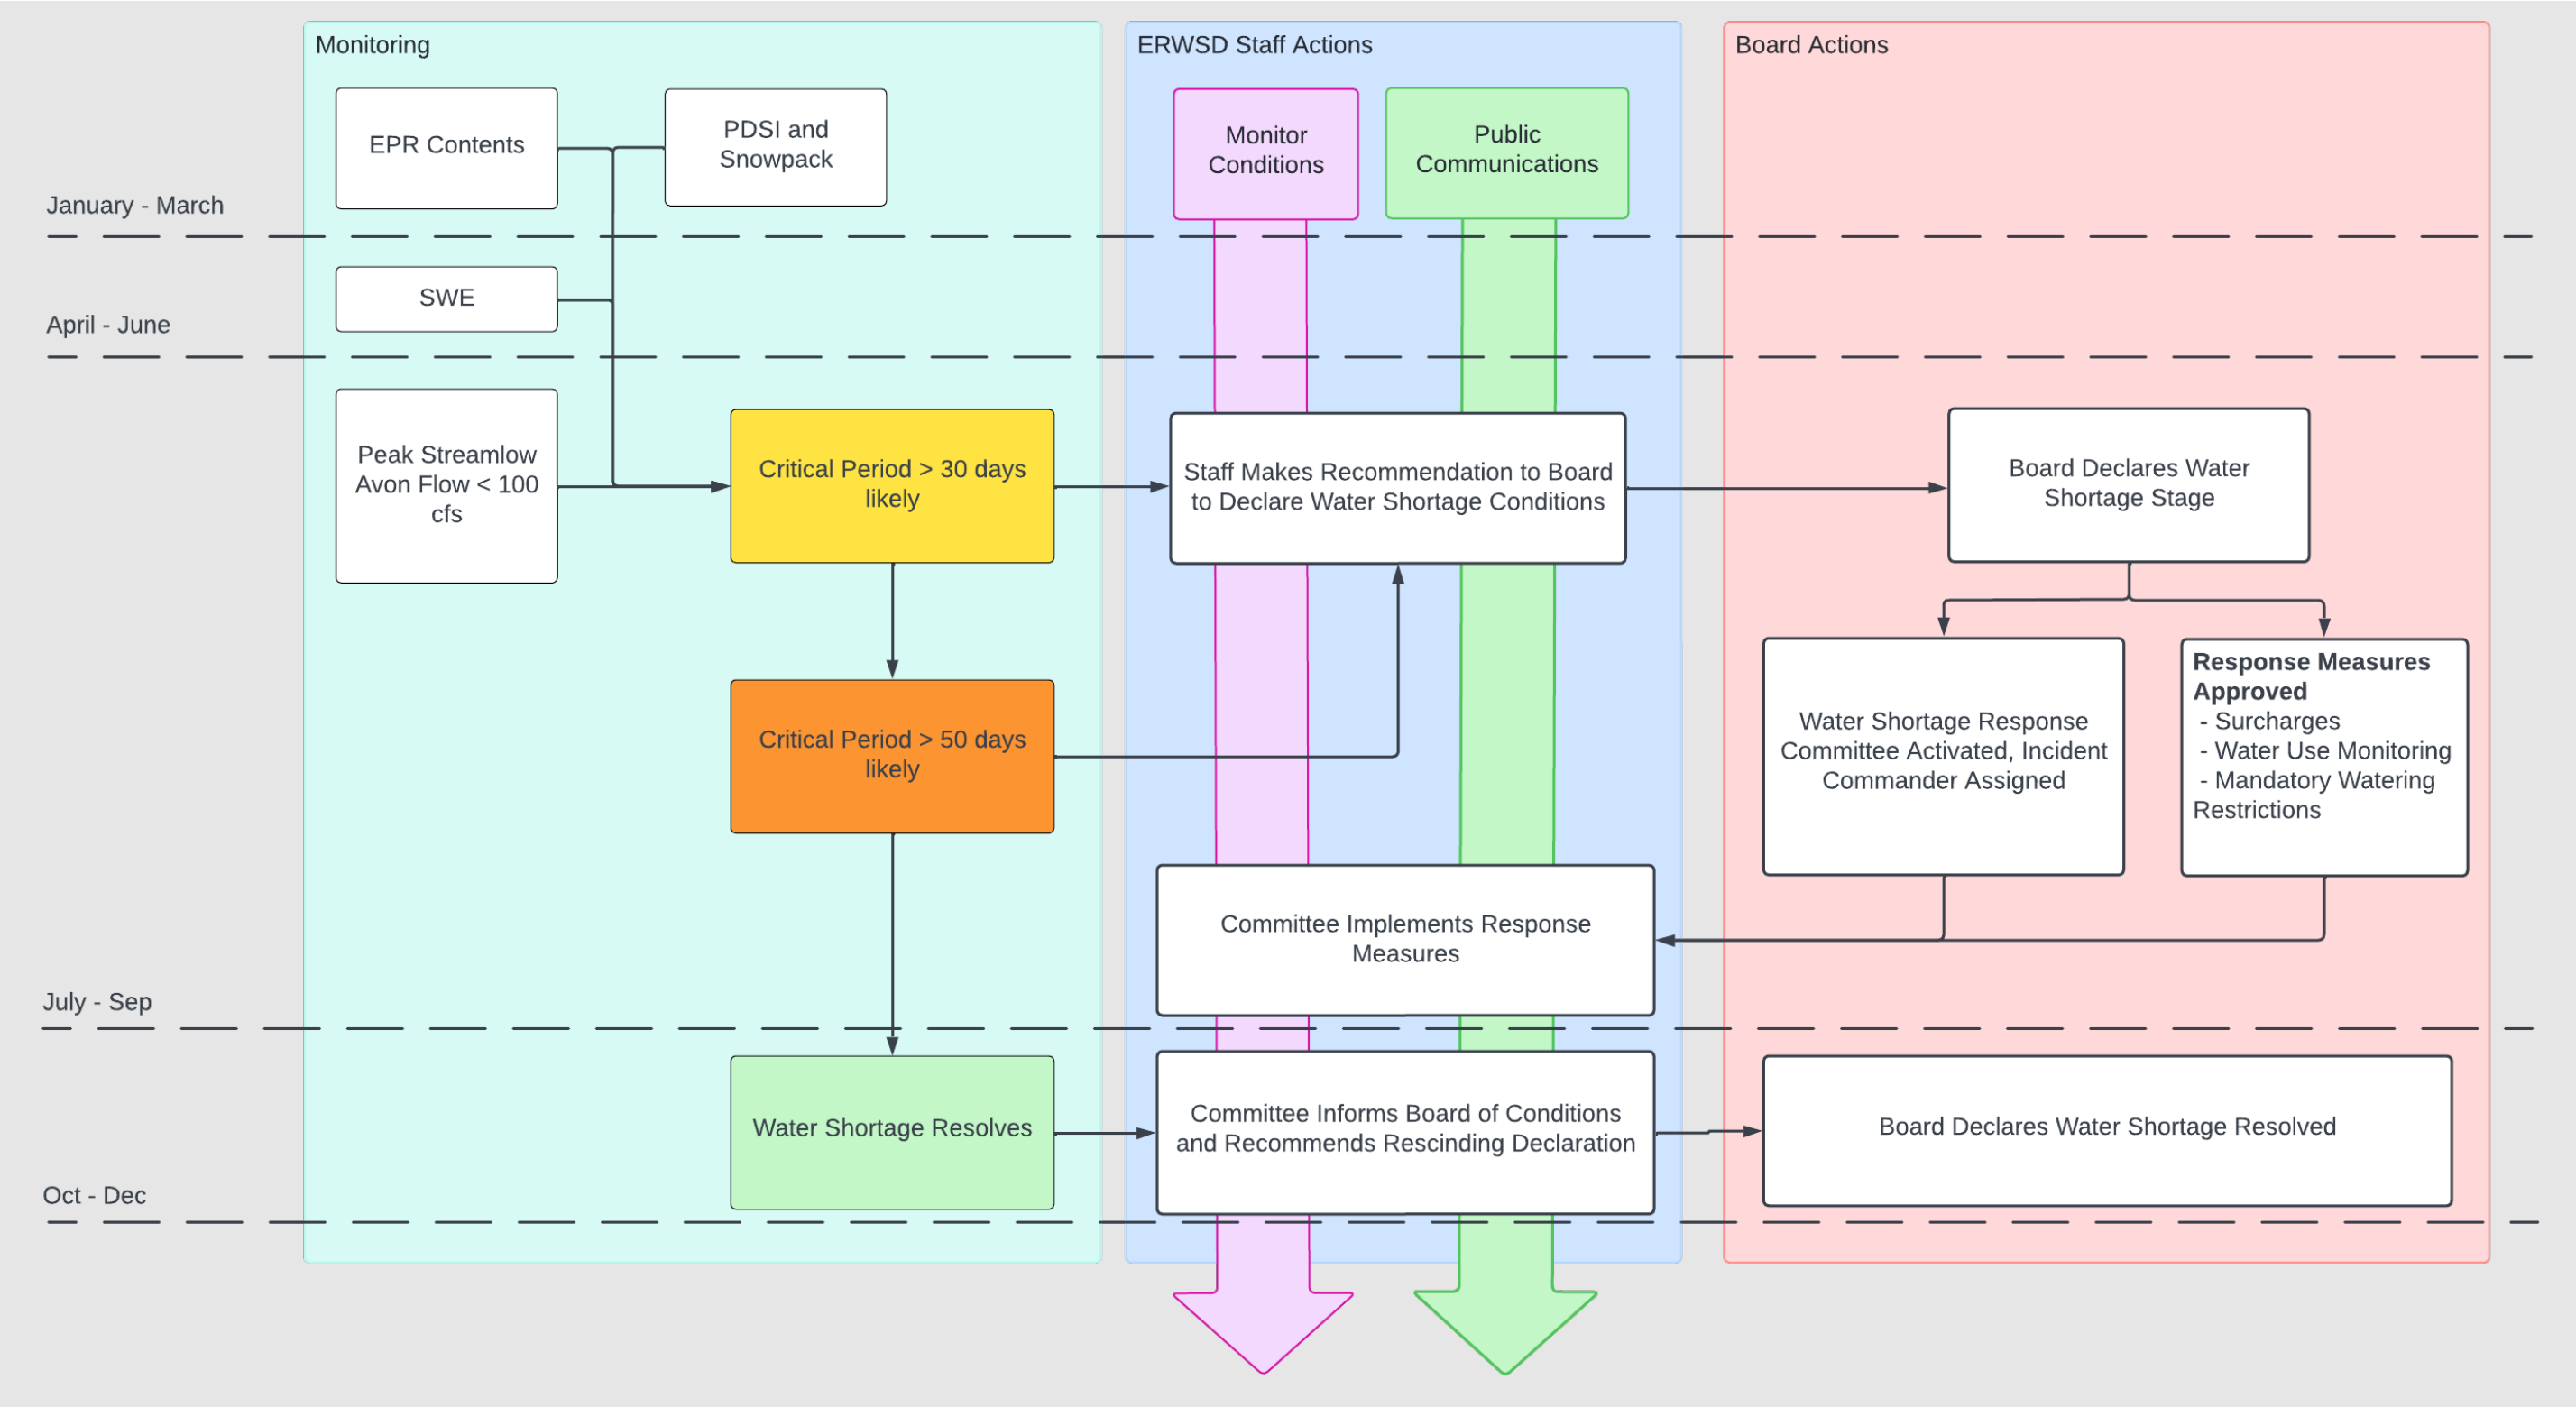 Monitoring
ERWSD Staff Actions
Board Actions
EPR Contents
PDSI and
Snowpack
Monitor
Conditions
Public
Communications
January - March
SWE
April - June
Peak Streamlow
Avon Flow < 100
cfs
Critical Period > 30 days
likely
Staff Makes Recommendation to Board
to Declare Water Shortage Conditions
Board Declares Water
Shortage Stage
Critical Period > 50 days
likely
Water Shortage Response
Committee Activated, Incident
Commander Assigned
Response Measures
Approved
- Surcharges
- Water Use Monitoring
- Mandatory Watering
Restrictions
Committee Implements Response
Measures
July - Sep
Water Shortage Resolves
Committee Informs Board of Conditions
and Recommends Rescinding Declaration
Board Declares Water Shortage Resolved
Oct - Dec